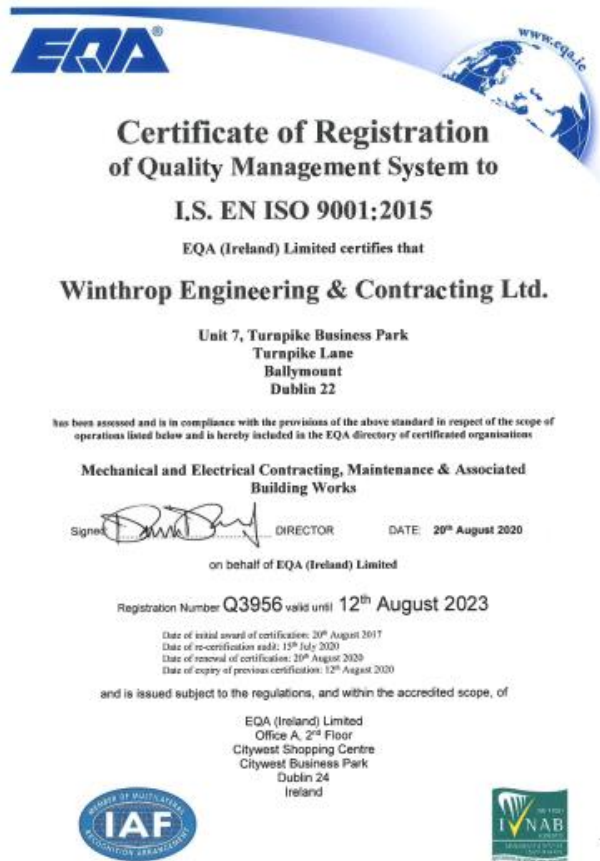 EQA®
www.eqa.ie
Certificate of Registration
of Quality Management System to
I.S. EN ISO 9001:2015
EQA (Ireland) Limited certifies that
Winthrop Engineering & Contracting Ltd.
Unit 7, Turnpike Business Park
Turnpike Lane
Ballymount
Dublin 22
has been assessed and is in compliance with the provisions of the above standard in respect of the scope of
operations listed below and is hereby included in the EQA directory of certificated organisations
Mechanical and Electrical Contracting, Maintenance & Associated
Building Works
Signed DIRECTOR DATE: 20th August 2020
on behalf of EQA (Ireland) Limited
Registration Number Q3956 valid until 12th August 2023
Date of initial award of certification: 20th August 2017
Date of re-certification audit: 15th July 2020
Date of renewal of certification: 20th August 2020
Date of expiry of previous certification: 12th August 2020
and is issued subject to the regulations, and within the accredited scope, of
EQA (Ireland) Limited
Office A, 2nd Floor
Citywest Shopping Centre
Citywest Business Park
Dublin 24
Ireland
MEMBER OF MULTILATERAL
IAF
RECOGNITION ARRANGEMENT
INAB